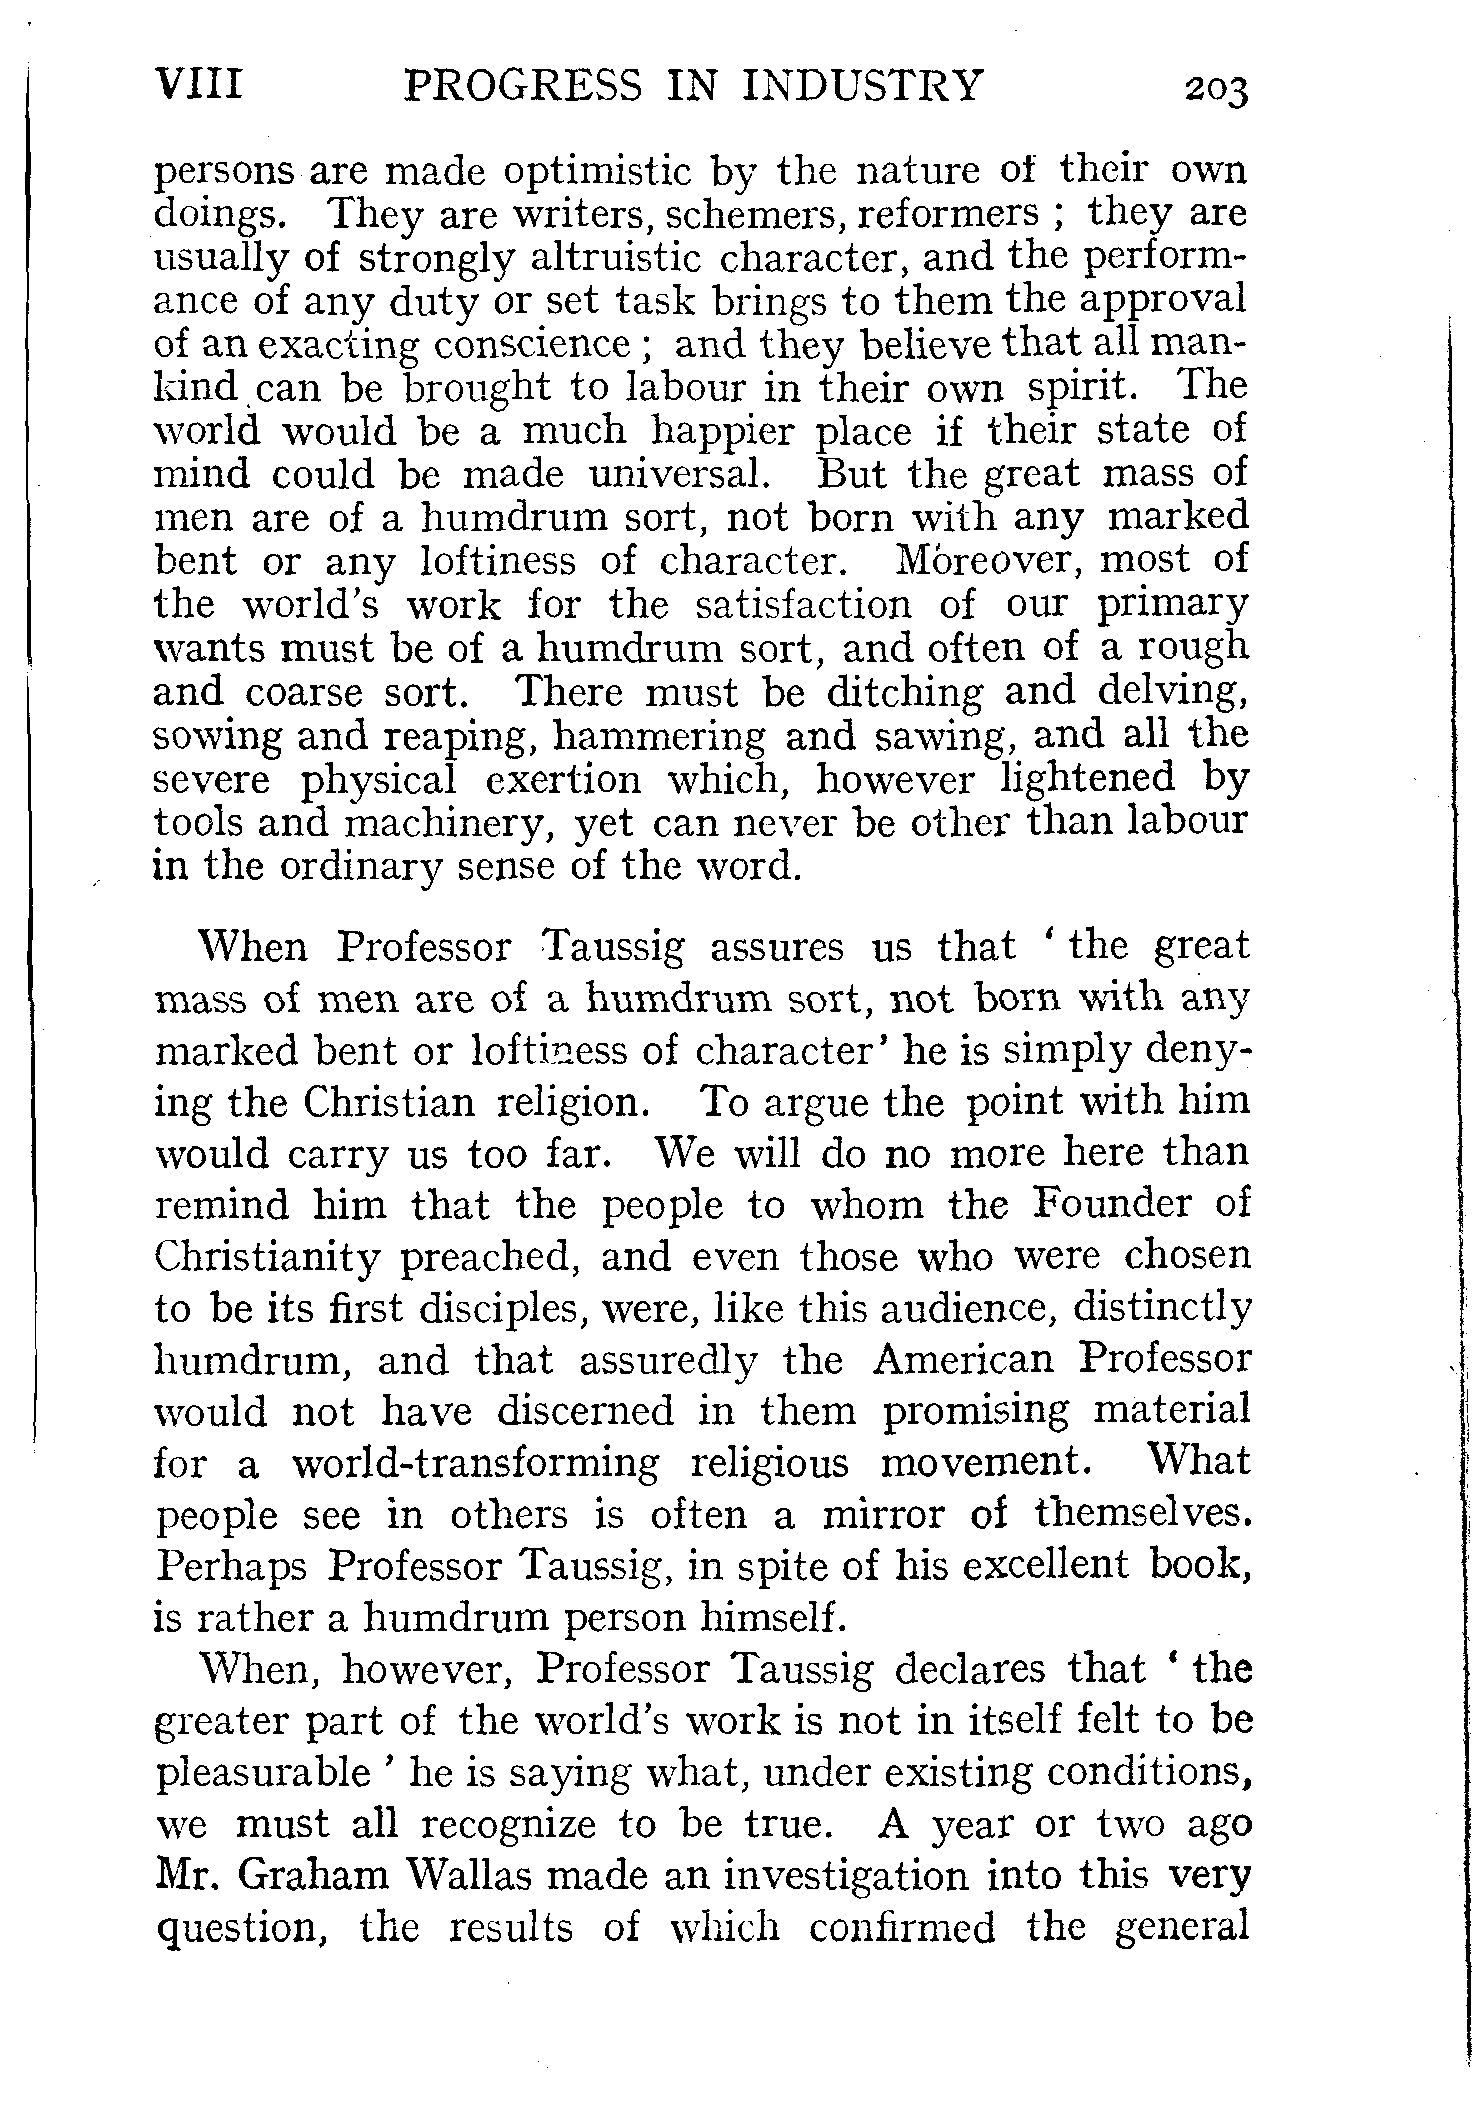 VIII PROGRESS IN INDUSTRY 203
persons are made optimistic by the nature of their own
doings. They are writers, schemers, reformers ; they are
usually of strongly altruistic character, and the perform-
ance of any duty or set task brings to them the approval
of an exacting conscience ; and they believe that all man-
kind can be brought to labour in their own spirit. The
world would be a much happier place if their state of
mind could be made universal. But the great mass of
men are of a humdrum sort, not born with any marked
bent or any loftiness of character. Moreover, most of
the world's work for the satisfaction of our primary
wants must be of a humdrum sort, and often of a rough
and coarse sort. There must be ditching and delving,
sowing and reaping, hammering and sawing, and all the
severe physical exertion which, however lightened by
tools and machinery, yet can never be other than labour
in the ordinary sense of the word.
When Professor Taussig assures us that ‘ the great
mass of men are of a humdrum sort, not born with any
marked bent or loftiness of character’ he is simply deny-
ing the Christian religion. To argue the point with him
would carry us too far. We will do no more here than
remind him that the people to whom the Founder of
Christianity preached, and even those who were chosen
to be its first disciples, were, like this audience, distinctly
humdrum, and that assuredly the American Professor
would not have discerned in them promising material
for a world-transforming religious movement. What
people see in others is often a mirror of themselves.
Perhaps Professor Taussig, in spite of his excellent book,
is rather a humdrum person himself.
When, however, Professor Taussig declares that ‘ the
greater part of the world's work is not in itself felt to be
pleasurable ’ he is saying what, under existing conditions,
we must all recognize to be true. A year or two ago
Mr. Graham Wallas made an investigation into this very
question, the results of which confirmed the general